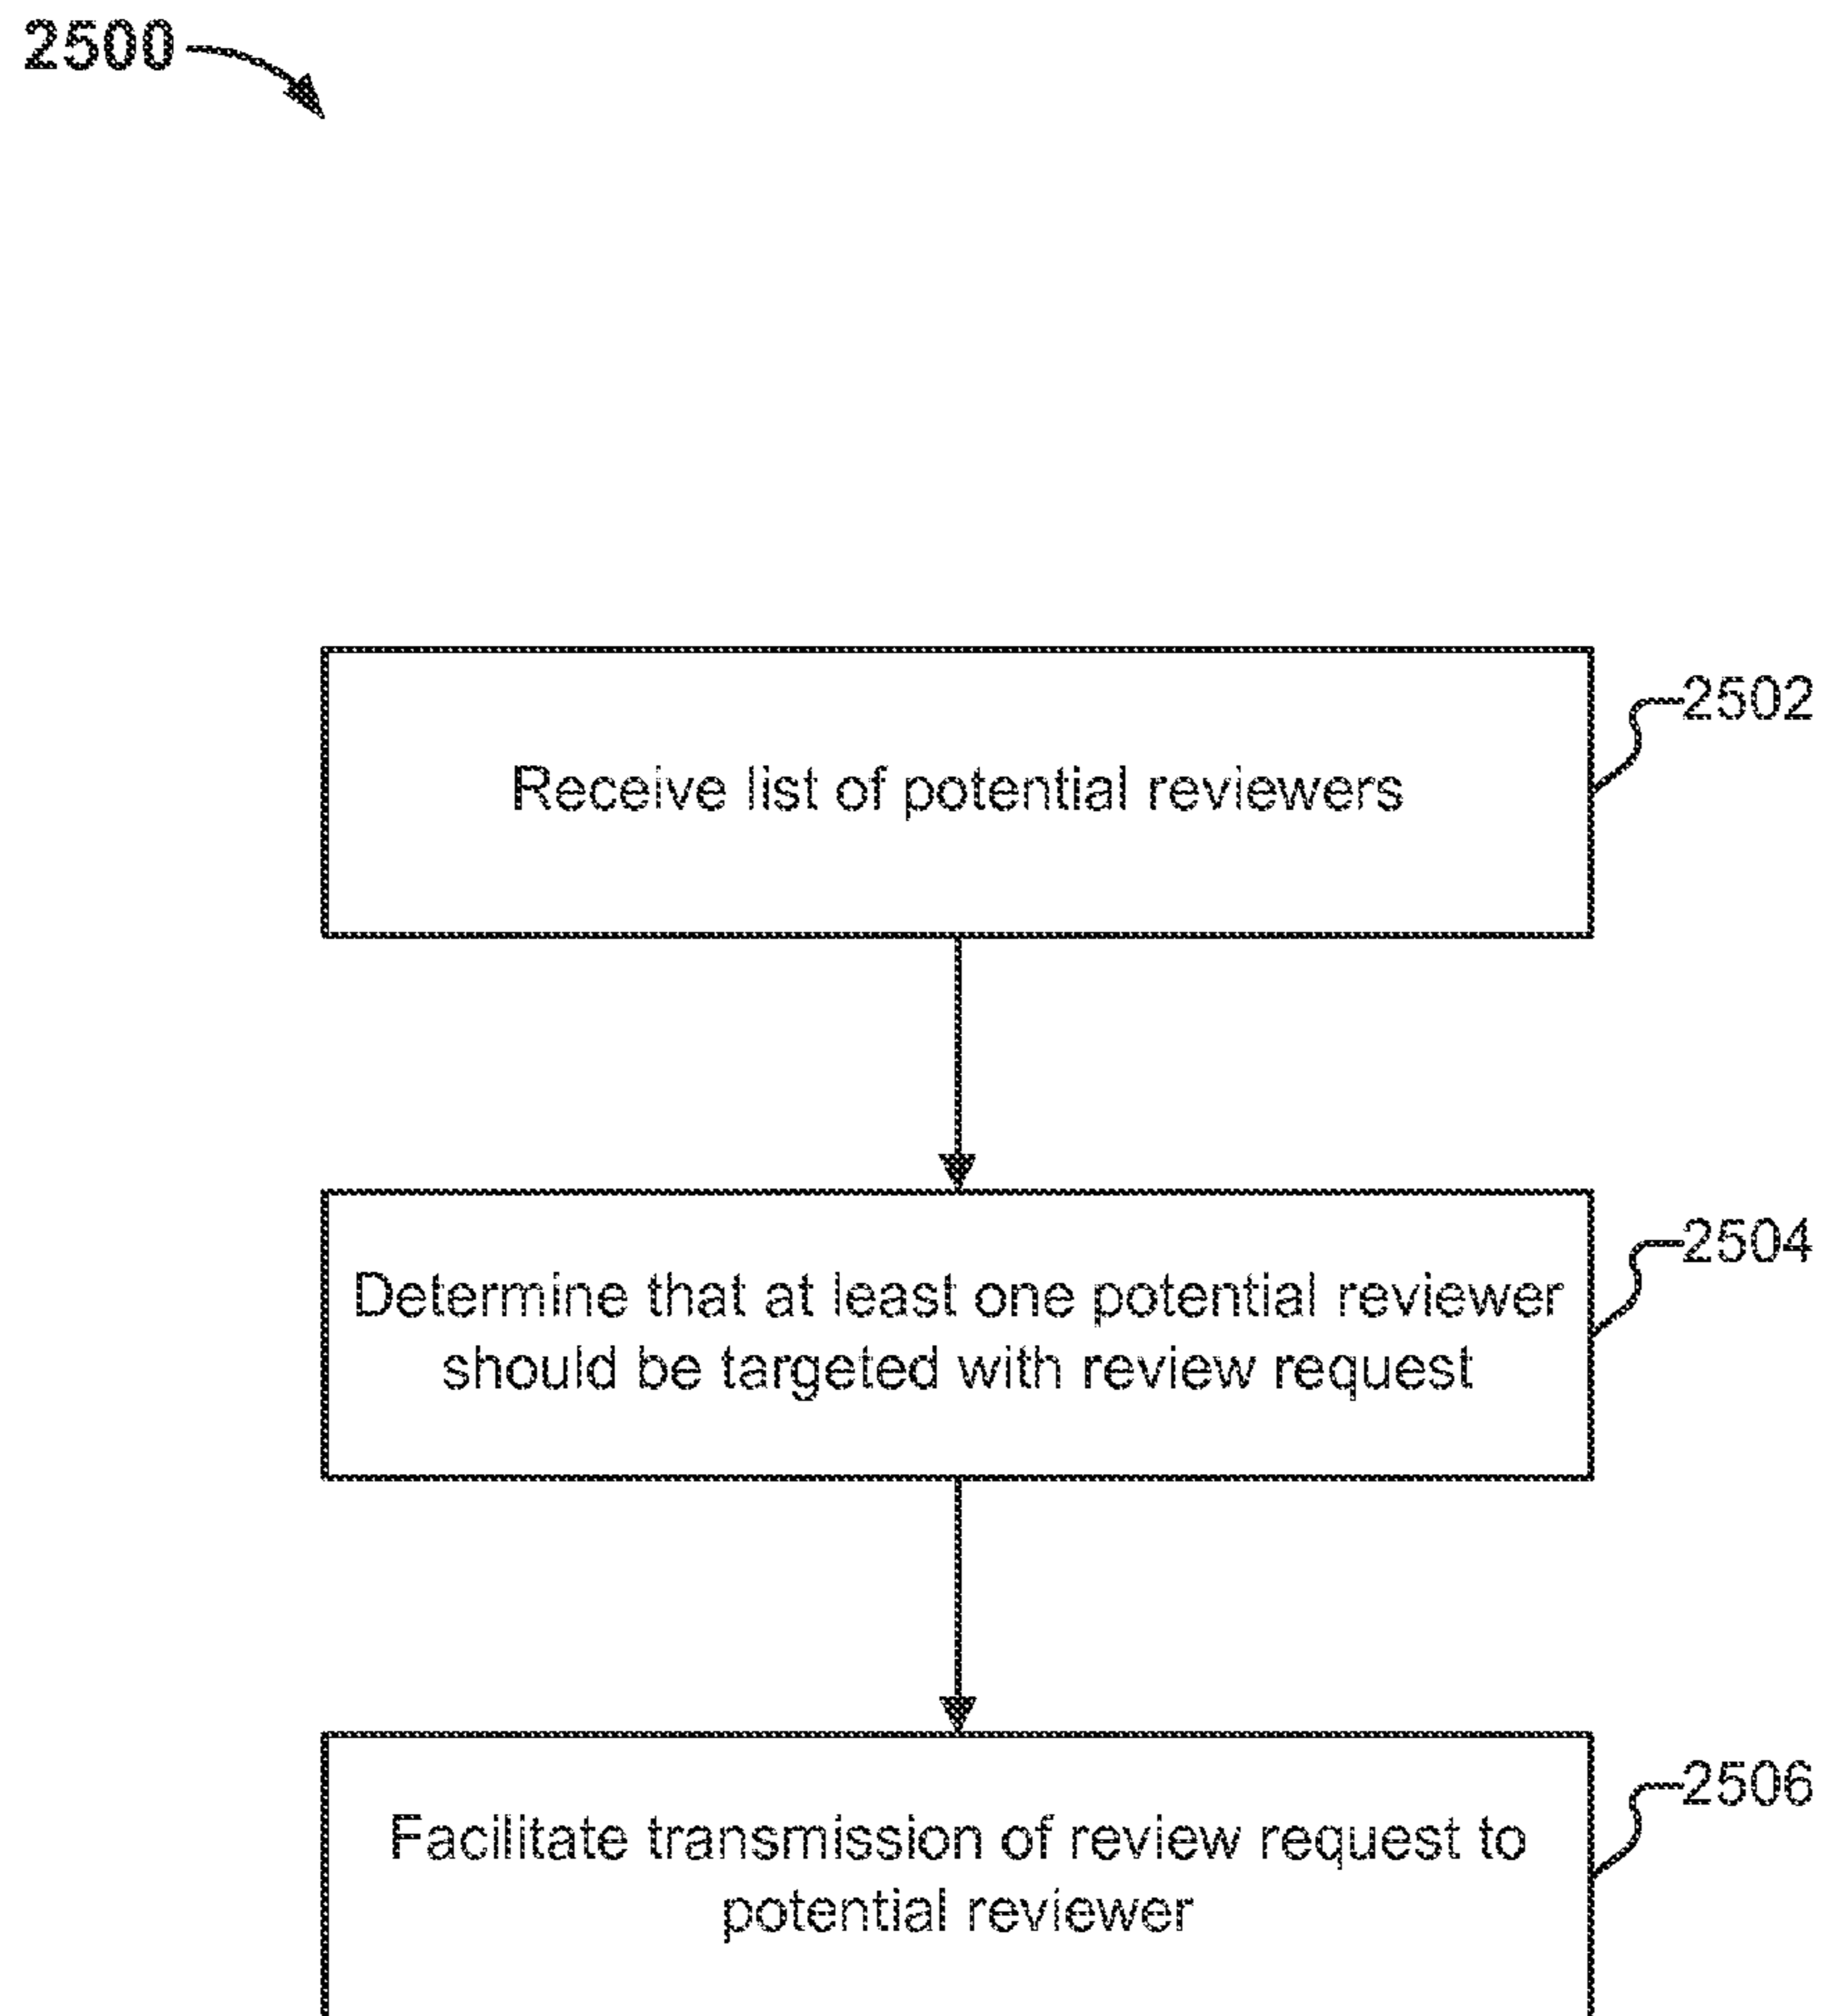 2500
Receive list of potential reviewers
2502
Determine that at least one potential reviewer
should be targeted with review request
2504
Facilitate transmission of review request to
potential reviewer
2506